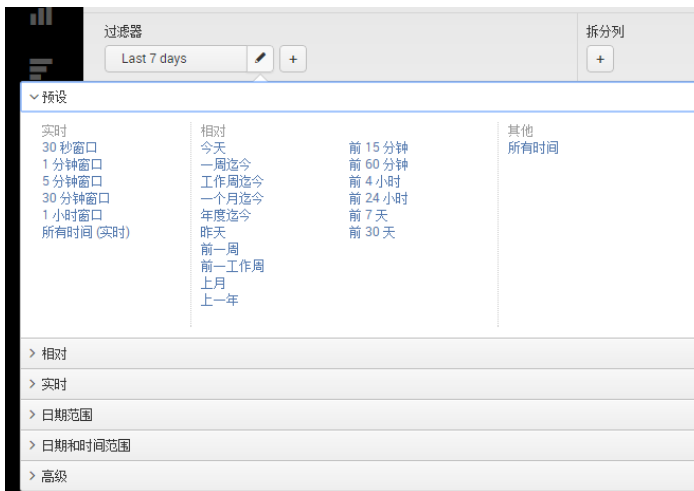 过滤器
拆分列
Last 7 days
+
+
预设
实时
30 秒窗口
1 分钟窗口
5 分钟窗口
30 分钟窗口
1 小时窗口
所有时间 (实时)
相对
今天
一周迄今
工作周迄今
一个月迄今
年度迄今
昨天
前一周
前一工作周
上月
上一年
前 15 分钟
前 60 分钟
前 4 小时
前 24 小时
前 7 天
前 30 天
其他
所有时间
相对
实时
日期范围
日期和时间范围
高级